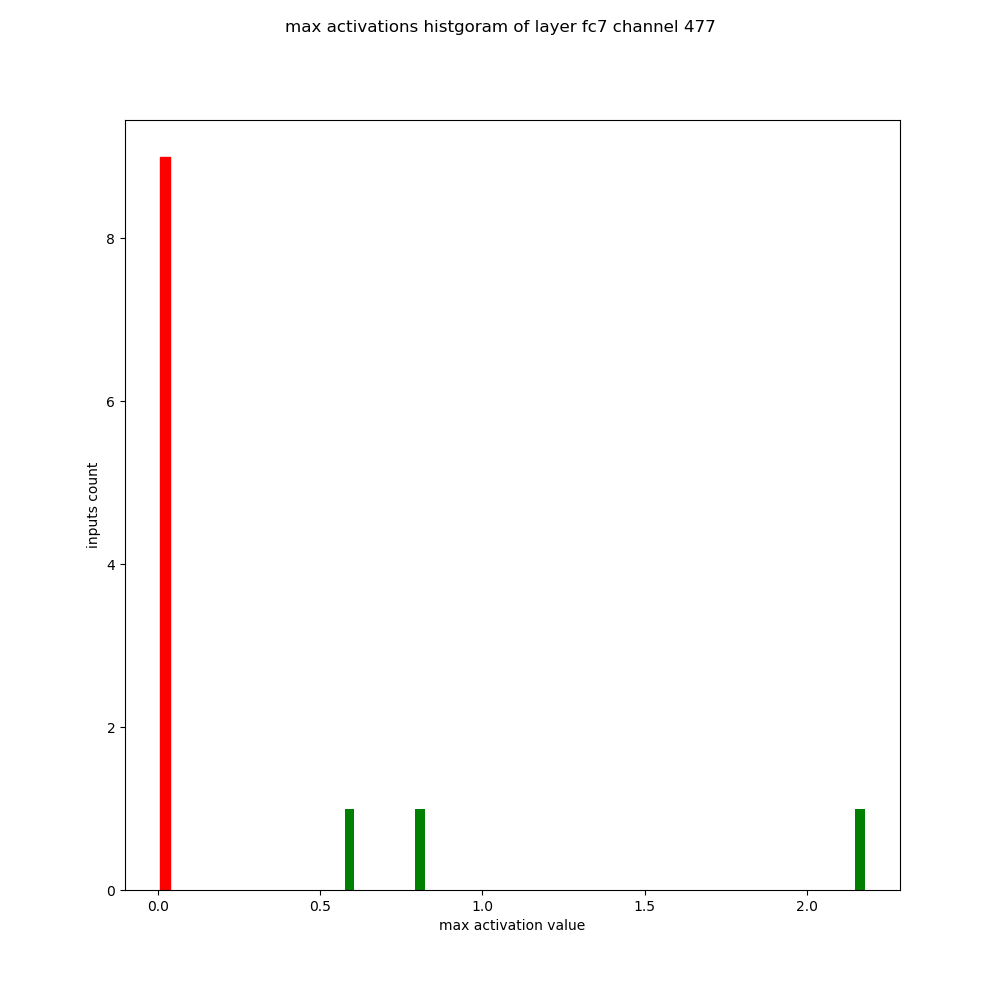 max activations histgoram of layer fc7 channel 477
8
6
4
2
0
inputs count
0.0 0.5 1.0 1.5 2.0
max activation value